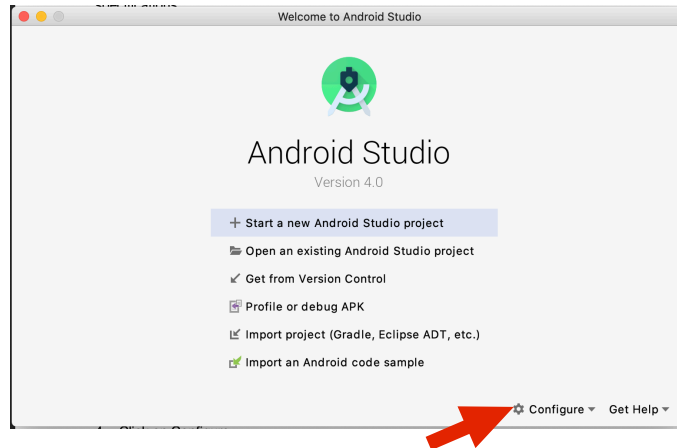 Welcome to Android Studio
Android Studio
Version 4.0
Start a new Android Studio project
Open an existing Android Studio project
Get from Version Control
Profile or debug APK
Import project (Gradle, Eclipse ADT, etc.)
Import an Android code sample
Configure Get Help